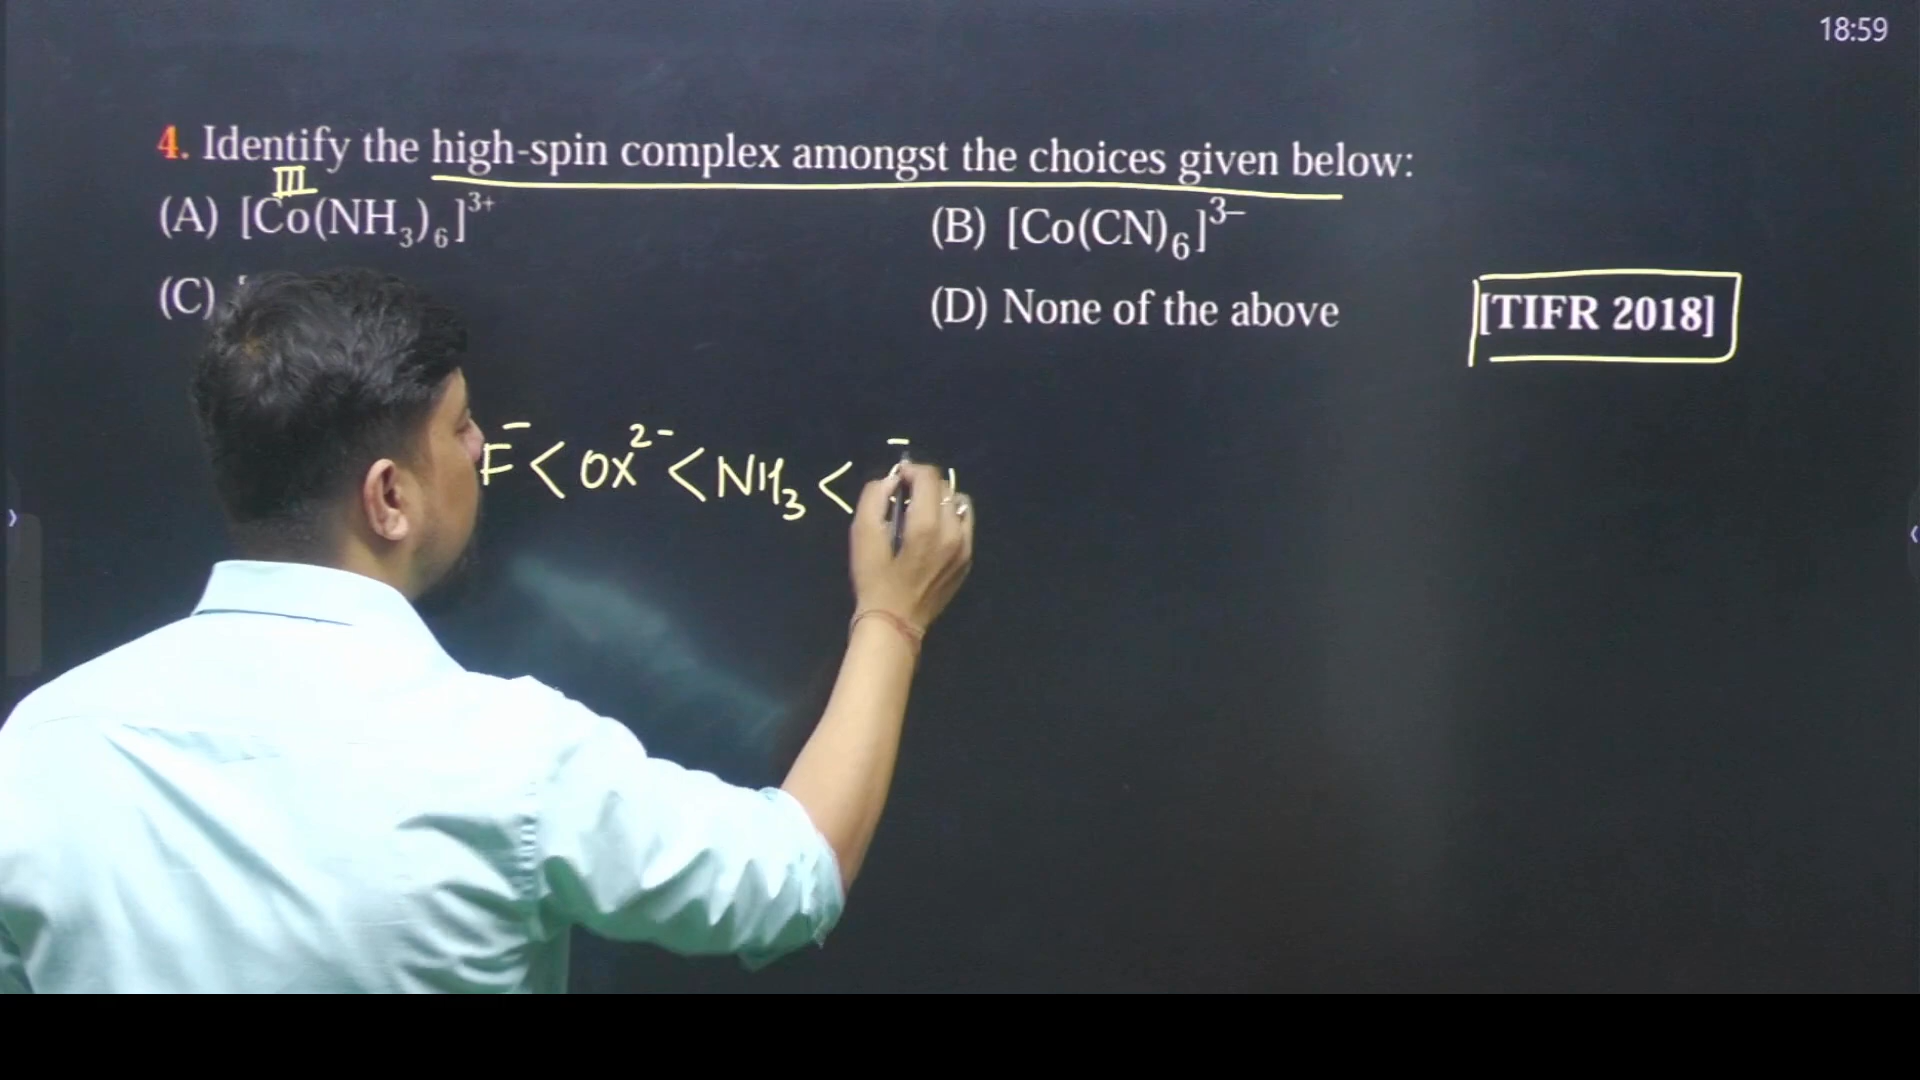 18:59
4. Identify the high-spin complex amongst the choices given below:
III
(A) [Co(NH₃)₆]³⁺ (B) [Co(CN)₆]³⁻
(C) [ (D) None of the above [TIFR 2018]
F⁻ < Ox²⁻ < NH₃ <